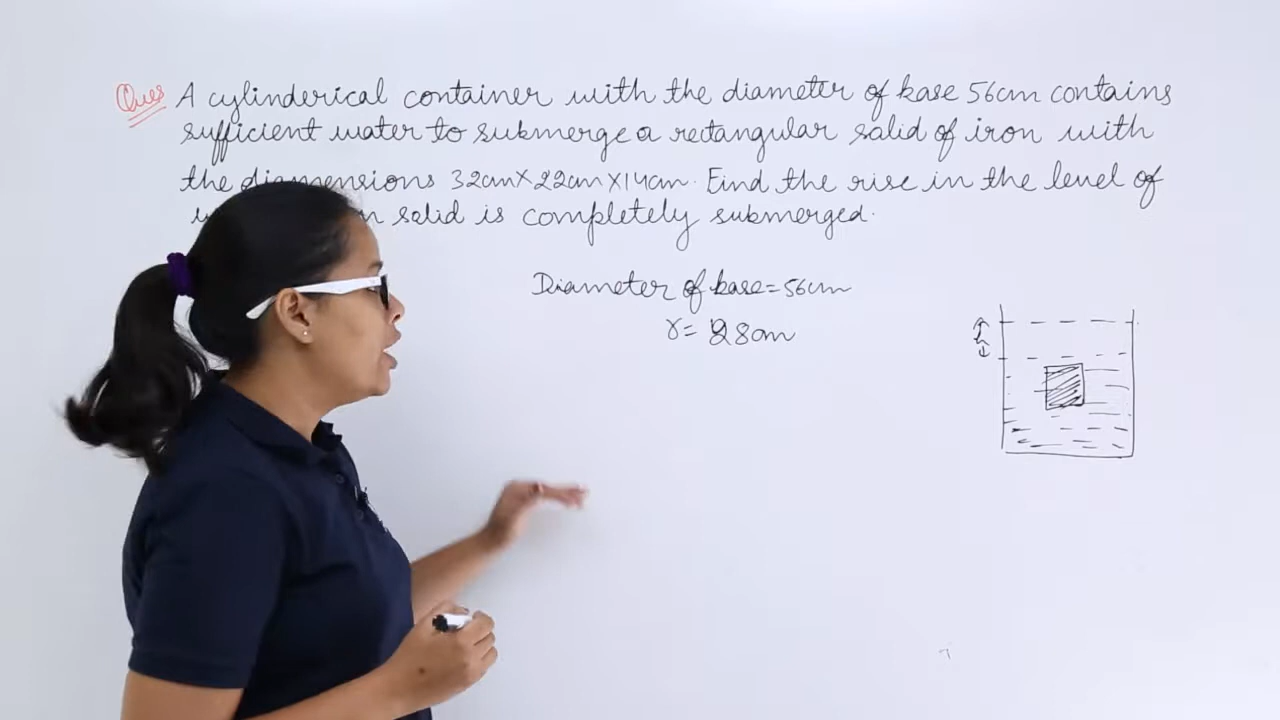 Ques A cylinderical container with the diameter of base 56cm contains
sufficient water to submerge a rectangular solid of iron with
the 32cm×22cm×14cm. Find the rise in the level of
solid is completely submerged.
Diameter of base = 56cm
r = 28cm
h